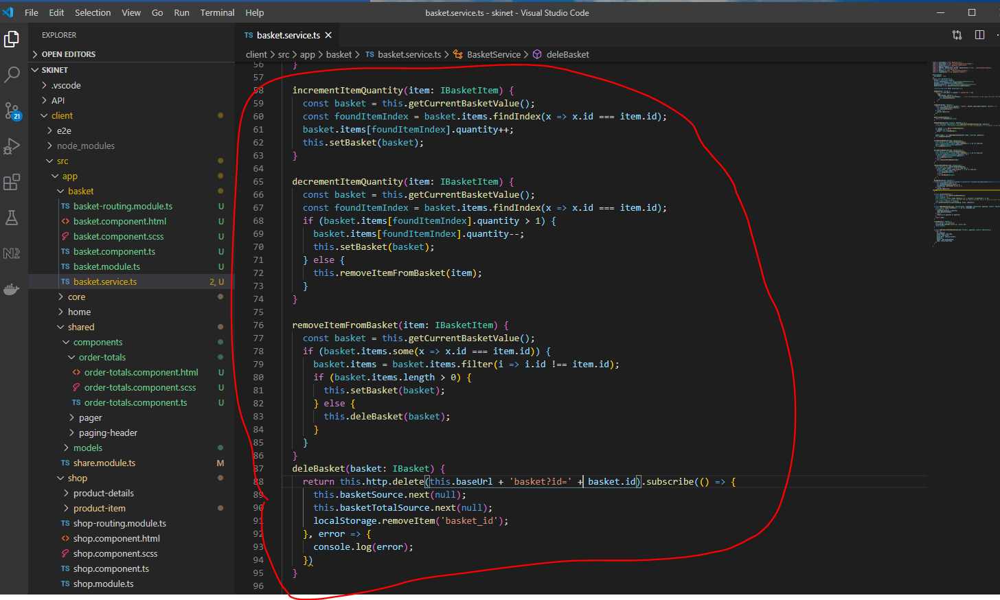 File Edit Selection View Go Run Terminal Help
basket.service.ts - skinet - Visual Studio Code
EXPLORER
OPEN EDITORS
SKINET
.vscode
API
client
e2e
node_modules
src
app
basket
TS basket-routing.module.ts U
<> basket.component.html U
basket.component.scss U
TS basket.component.ts U
TS basket.module.ts U
TS basket.service.ts 2, U
core
home
shared
components
order-totals
<> order-totals.component.html U
order-totals.component.scss U
TS order-totals.component.ts U
pager
paging-header
models
TS share.module.ts M
shop
product-details
product-item
TS shop-routing.module.ts
<> shop.component.html
shop.component.scss
TS shop.component.ts
TS shop.module.ts
21
TS basket.service.ts
client > src > app > basket > TS basket.service.ts > BasketService > deleBasket
56 }
57
58 incrementItemQuantity(item: IBasketItem) {
59 const basket = this.getCurrentBasketValue();
60 const foundItemIndex = basket.items.findIndex(x => x.id === item.id);
61 basket.items[foundItemIndex].quantity++;
62 this.setBasket(basket);
63 }
64
65 decrementItemQuantity(item: IBasketItem) {
66 const basket = this.getCurrentBasketValue();
67 const foundItemIndex = basket.items.findIndex(x => x.id === item.id);
68 if (basket.items[foundItemIndex].quantity > 1) {
69 basket.items[foundItemIndex].quantity--;
70 this.setBasket(basket);
71 } else {
72 this.removeItemFromBasket(item);
73 }
74 }
75
76 removeItemFromBasket(item: IBasketItem) {
77 const basket = this.getCurrentBasketValue();
78 if (basket.items.some(x => x.id === item.id)) {
79 basket.items = basket.items.filter(i => i.id !== item.id);
80 if (basket.items.length > 0) {
81 this.setBasket(basket);
82 } else {
83 this.deleBasket(basket);
84 }
85 }
86 }
87 deleBasket(basket: IBasket) {
88 return this.http.delete(this.baseUrl + 'basket?id=' + basket.id).subscribe(() => {
89 this.basketSource.next(null);
90 this.basketTotalSource.next(null);
91 localStorage.removeItem('basket_id');
92 }, error => {
93 console.log(error);
94 })
95 }
96